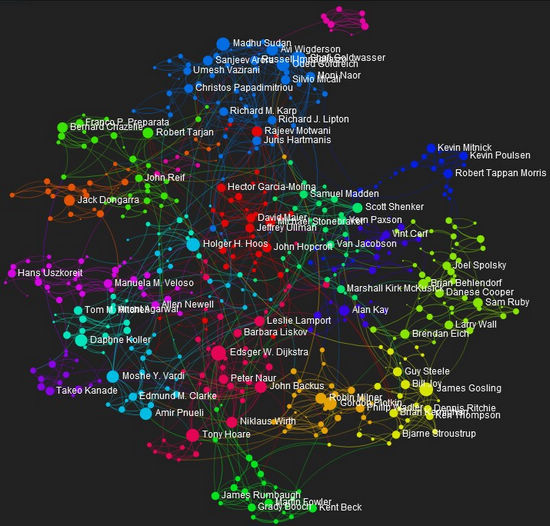 Madhu Sudan
Avi Wigderson
Sanjeev Arora
Shafi Goldwasser
Oded Goldreich
Umesh Vazirani
Moni Naor
Silvio Micali
Christos Papadimitriou
Richard M. Karp
Richard J. Lipton
Franco P. Preparata
Bernard Chazelle
Robert Tarjan
Rajeev Motwani
Juris Hartmanis
Kevin Mitnick
Kevin Poulsen
Robert Tappan Morris
John Reif
Hector Garcia-Molina
Samuel Madden
Jack Dongarra
Scott Shenker
David Maier
Michael Stonebraker
Vern Paxson
Jeffrey Ullman
Vint Cerf
Holger H. Hoos
John Hopcroft
Van Jacobson
Hans Uszkoreit
Joel Spolsky
Manuela M. Veloso
Brian Behlendorf
Marshall Kirk McKusick
Danese Cooper
Allen Newell
Sam Ruby
Tom M.
Agarwal
Alan Kay
Leslie Lamport
Larry Wall
Barbara Liskov
Brendan Eich
Daphne Koller
Edsger W. Dijkstra
Guy Steele
Moshe Y. Vardi
Peter Naur
Bill Joy
Takeo Kanade
John Backus
James Gosling
Edmund M. Clarke
Robin Milner
Gordon Plotkin
Philip Wadler
Dennis Ritchie
Amir Pnueli
Brian Kernighan
Ken Thompson
Niklaus Wirth
Tony Hoare
Bjarne Stroustrup
James Rumbaugh
Martin Fowler
Grady Booch
Kent Beck